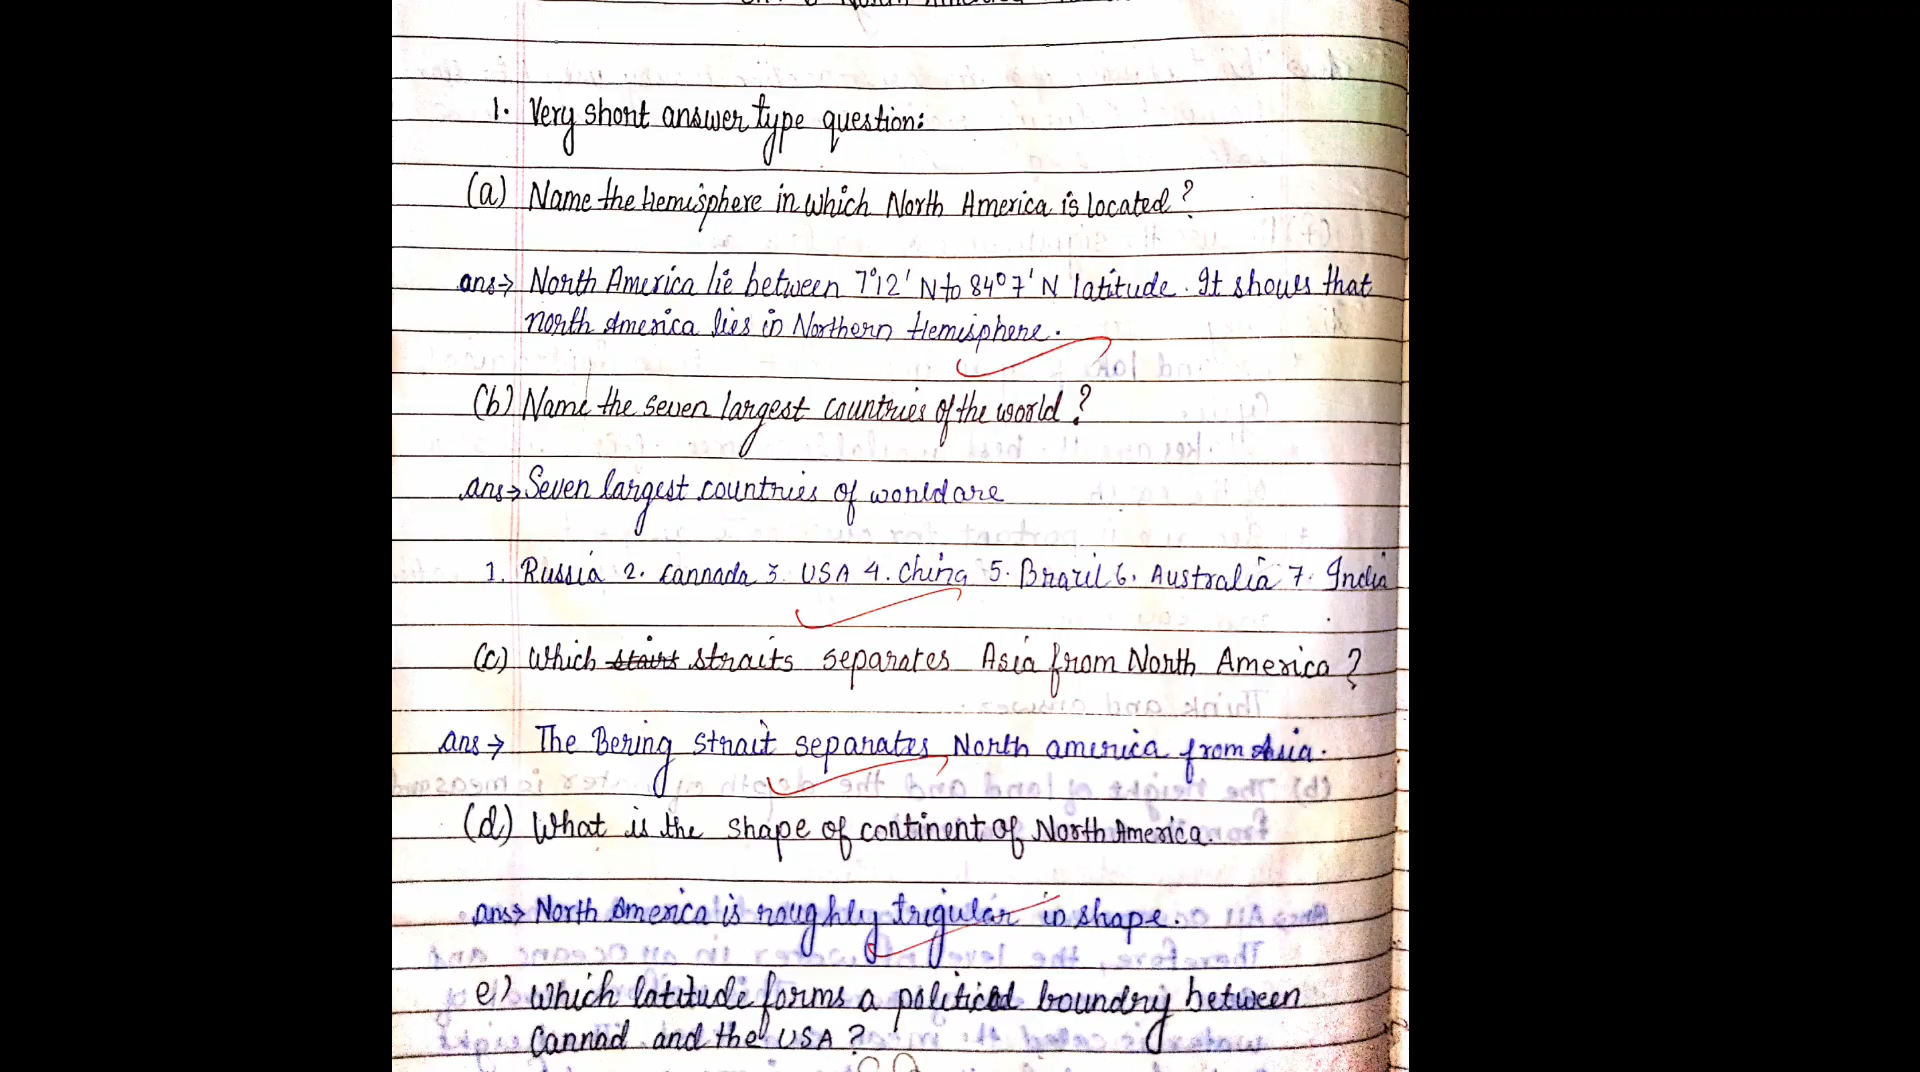 1. Very short answer type question:
(a) Name the hemisphere in which North America is located?
ans→ North America lie between 7°12' N to 84°7' N latitude. It shows that
north America lies in Northern Hemisphere.
(b) Name the seven largest countries of the world?
ans→ Seven largest countries of world are
1. Russia 2. Cannada 3. USA 4. China 5. Brazil 6. Australia 7. India
(c) Which stairs straits separates Asia from North America?
ans→ The Bering strait separates North america from Asia.
(d) What is the shape of continent of North America.
ans→ North America is roughly trigular in shape.
e) Which latitude forms a political boundry between
Cannad and the USA?